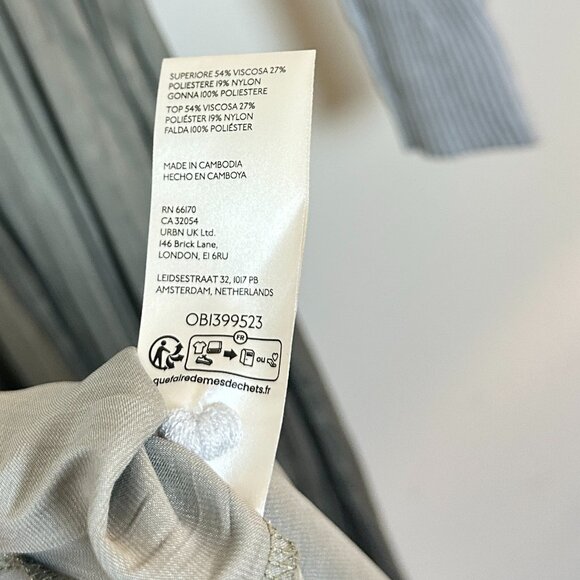 SUPERIORE 54% VISCOSA 27%
POLIESTERE 19% NYLON
GONNA 100% POLIESTERE
TOP 54% VISCOSA 27%
POLIÉSTER 19% NYLON
FALDA 100% POLIÉSTER
MADE IN CAMBODIA
HECHO EN CAMBOYA
RN 66170
CA 32054
URBN UK Ltd.
146 Brick Lane,
LONDON, E1 6RU
LEIDSESTRAAT 32, 1017 PB
AMSTERDAM, NETHERLANDS
OB1399523
FR
ou
quefairedemesdechets.fr